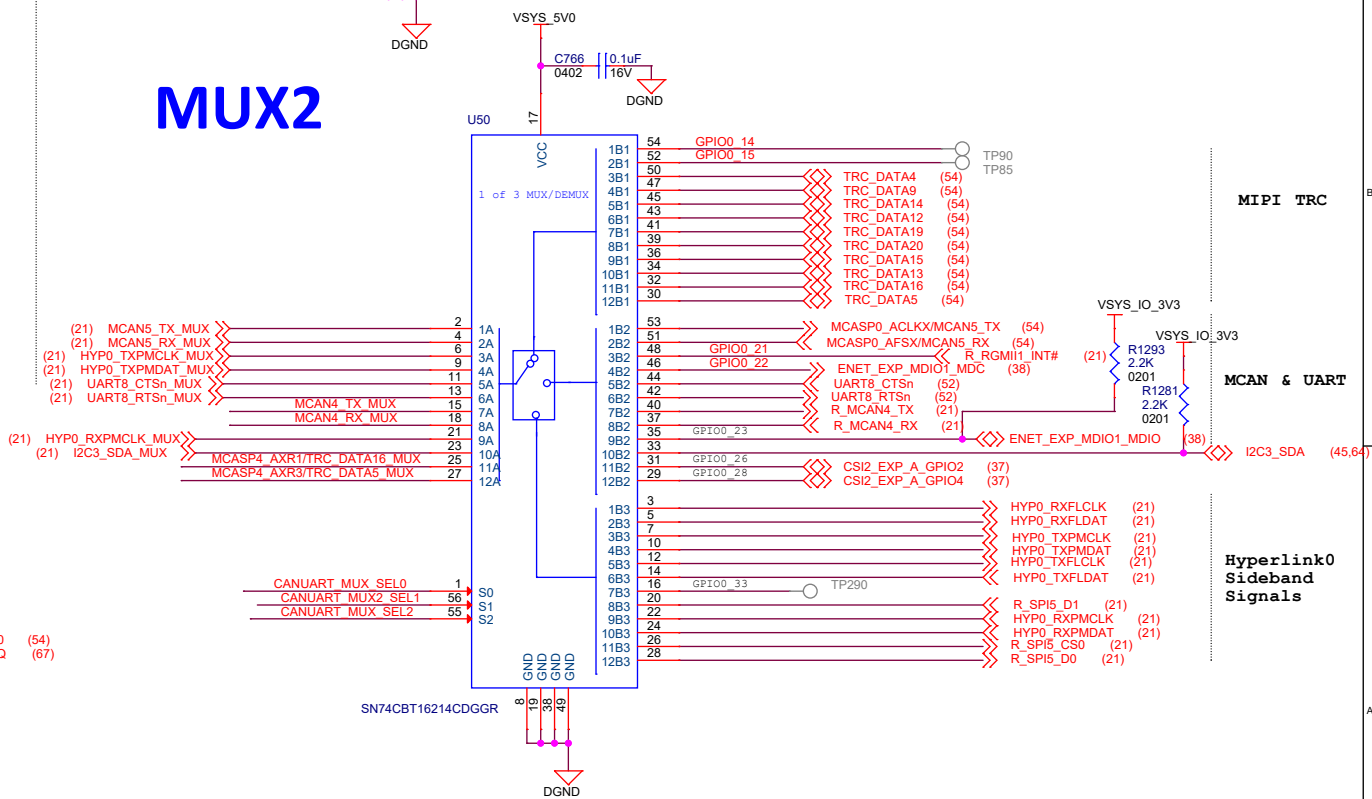 DGND
VSYS_5V0
C766 0.1uF
0402 16V
DGND
MUX2
U50
17
VCC
1 of 3 MUX/DEMUX
1B1 54 GPIO0_14 TP90
2B1 52 GPIO0_15 TP85
3B1 50 TRC_DATA4 (54)
4B1 47 TRC_DATA9 (54)
5B1 45 TRC_DATA14 (54)
6B1 43 TRC_DATA12 (54)
7B1 41 TRC_DATA19 (54)
8B1 39 TRC_DATA20 (54)
9B1 36 TRC_DATA15 (54)
10B1 34 TRC_DATA13 (54)
11B1 32 TRC_DATA16 (54)
12B1 30 TRC_DATA5 (54)
MIPI TRC
B
(21) MCAN5_TX_MUX 2 1A
(21) MCAN5_RX_MUX 4 2A
(21) HYP0_TXPMCLK_MUX 6 3A
(21) HYP0_TXPMDAT_MUX 9 4A
(21) UART8_CTSn_MUX 11 5A
(21) UART8_RTSn_MUX 13 6A
MCAN4_TX_MUX 15 7A
MCAN4_RX_MUX 18 8A
(21) HYP0_RXPMCLK_MUX 21 9A
(21) I2C3_SDA_MUX 23 10A
MCASP4_AXR1/TRC_DATA16_MUX 25 11A
MCASP4_AXR3/TRC_DATA5_MUX 27 12A
1B2 53 MCASP0_ACLKX/MCAN5_TX (54)
2B2 51 MCASP0_AFSX/MCAN5_RX (54)
3B2 48 GPIO0_21 R_RGMII1_INT# (21)
4B2 46 GPIO0_22 ENET_EXP_MDIO1_MDC (38)
5B2 44 UART8_CTSn (52)
6B2 42 UART8_RTSn (52)
7B2 40 R_MCAN4_TX (21)
8B2 37 R_MCAN4_RX (21)
9B2 35 GPIO0_23 ENET_EXP_MDIO1_MDIO (38)
10B2 33 I2C3_SDA (45,64)
11B2 31 GPIO0_26 CSI2_EXP_A_GPIO2 (37)
12B2 29 GPIO0_28 CSI2_EXP_A_GPIO4 (37)
VSYS_IO_3V3
R1293
2.2K
0201
VSYS_IO_3V3
R1281
2.2K
0201
MCAN & UART
1B3 3 HYP0_RXFLCLK (21)
2B3 5 HYP0_RXFLDAT (21)
3B3 7 HYP0_TXPMCLK (21)
4B3 10 HYP0_TXPMDAT (21)
5B3 12 HYP0_TXFLCLK (21)
6B3 14 HYP0_TXFLDAT (21)
7B3 16 GPIO0_33 TP290
8B3 20 R_SPI5_D1 (21)
9B3 22 HYP0_RXPMCLK (21)
10B3 24 HYP0_RXPMDAT (21)
11B3 26 R_SPI5_CS0 (21)
12B3 28 R_SPI5_D0 (21)
Hyperlink0
Sideband
Signals
CANUART_MUX_SEL0 1 S0
CANUART_MUX2_SEL1 56 S1
CANUART_MUX_SEL2 55 S2
0 (54)
Q (67)
GND GND GND GND
8 19 38 49
SN74CBT16214CDGGR
A
DGND